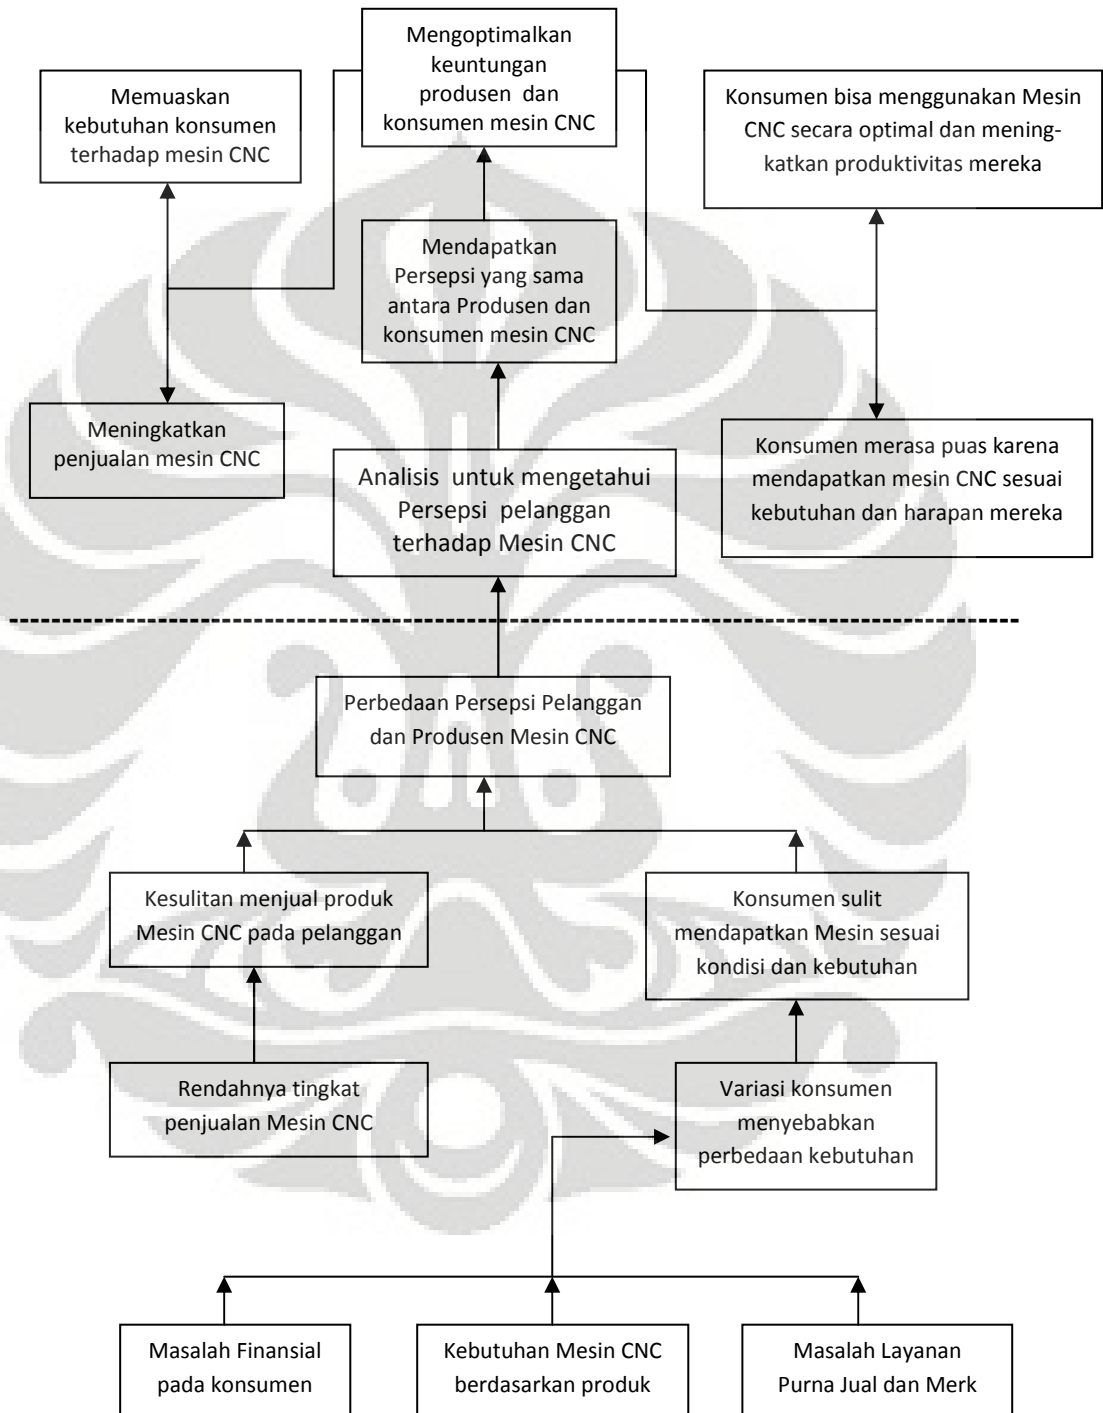 Mengoptimalkan
keuntungan
produsen dan
konsumen mesin CNC
Memuaskan
kebutuhan konsumen
terhadap mesin CNC
Konsumen bisa menggunakan Mesin
CNC secara optimal dan mening-
katkan produktivitas mereka
Mendapatkan
Persepsi yang sama
antara Produsen dan
konsumen mesin CNC
Meningkatkan
penjualan mesin CNC
Konsumen merasa puas karena
mendapatkan mesin CNC sesuai
kebutuhan dan harapan mereka
Analisis untuk mengetahui
Persepsi pelanggan
terhadap Mesin CNC
Perbedaan Persepsi Pelanggan
dan Produsen Mesin CNC
Kesulitan menjual produk
Mesin CNC pada pelanggan
Konsumen sulit
mendapatkan Mesin sesuai
kondisi dan kebutuhan
Rendahnya tingkat
penjualan Mesin CNC
Variasi konsumen
menyebabkan
perbedaan kebutuhan
Masalah Finansial
pada konsumen
Kebutuhan Mesin CNC
berdasarkan produk
Masalah Layanan
Purna Jual dan Merk